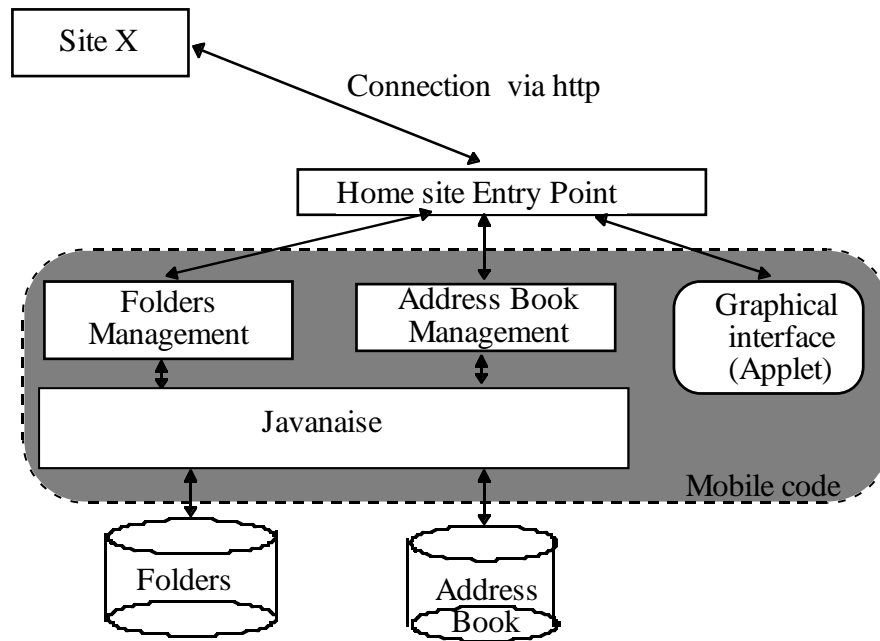 Site X
Connection via http
Home site Entry Point
Folders
Management
Address Book
Management
Graphical
interface
(Applet)
Javanaise
Mobile code
Folders
Address
Book